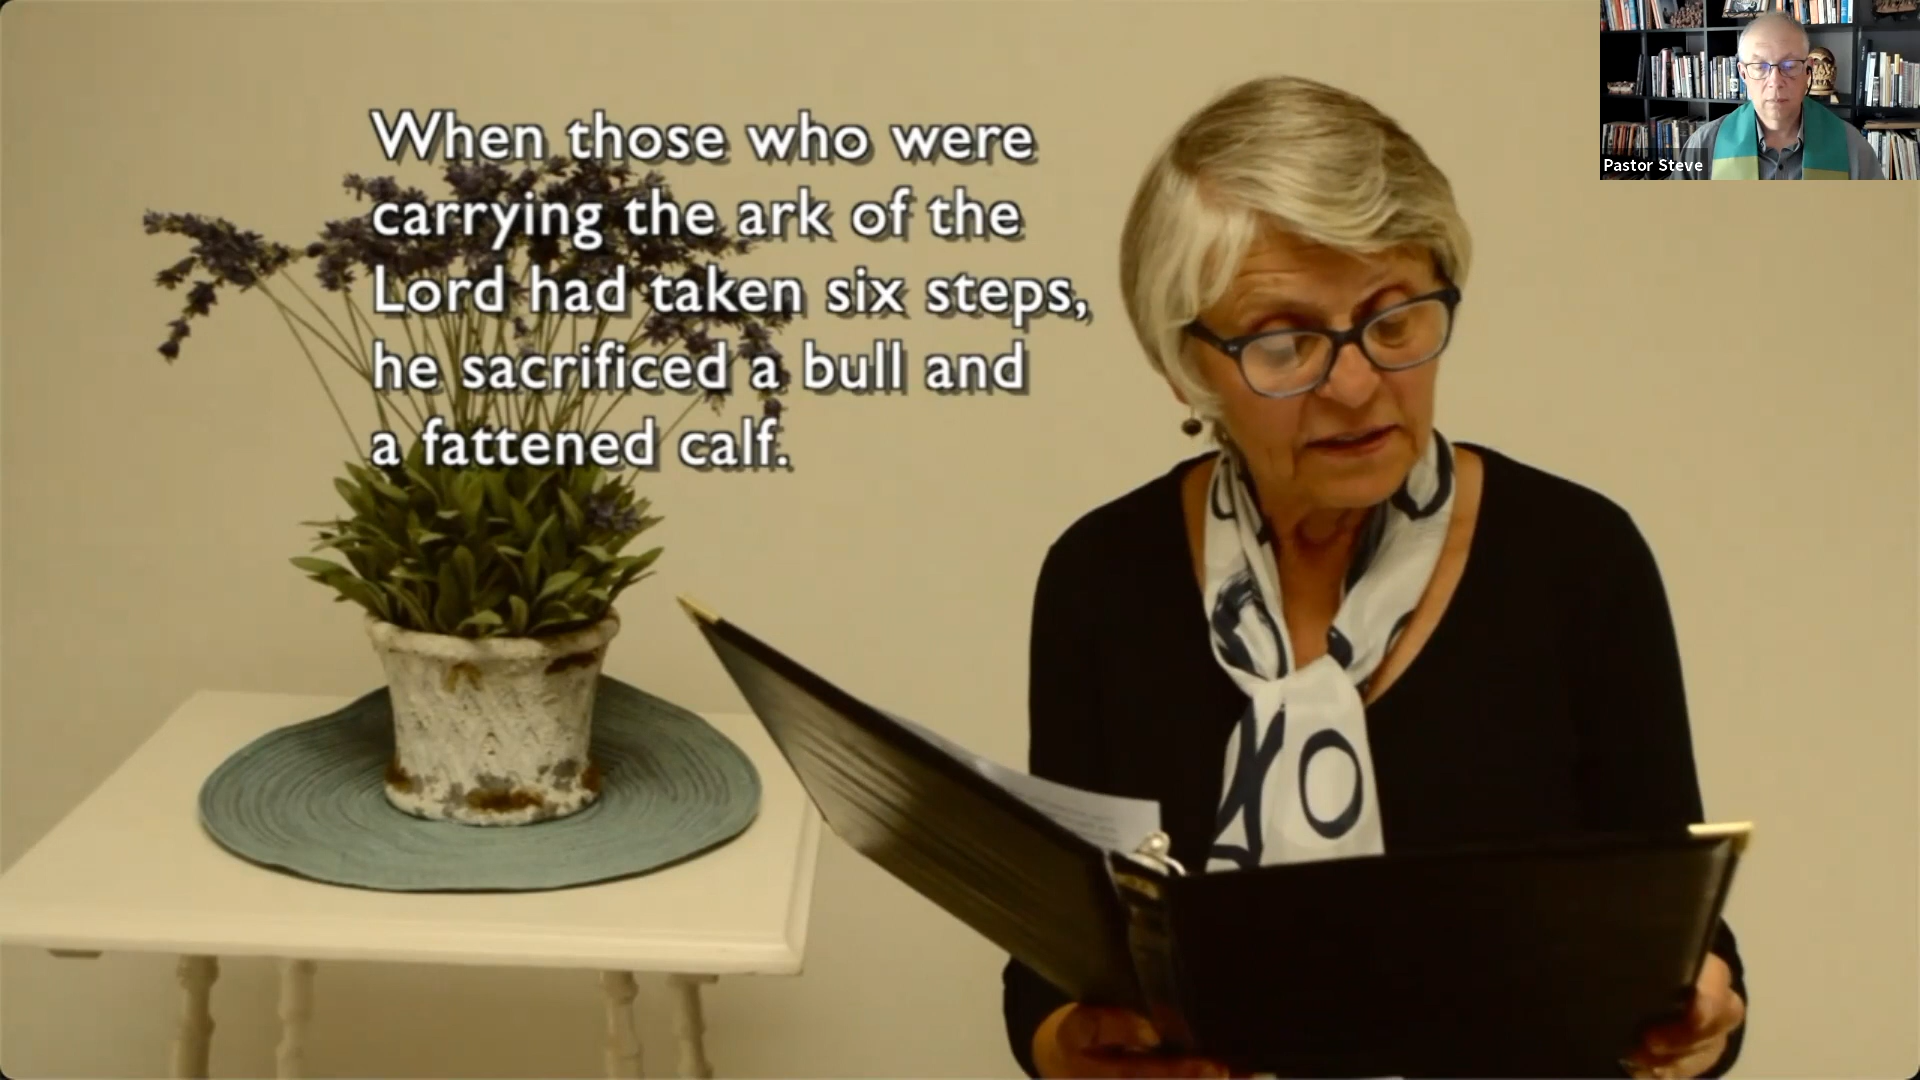 When those who were
carrying the ark of the
Lord had taken six steps,
he sacrificed a bull and
a fattened calf.
Pastor Steve